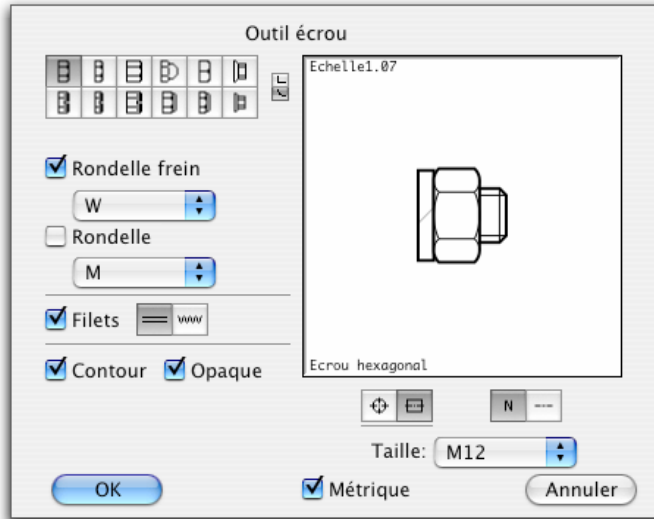 Outil écrou
Echelle1.07
Rondelle frein
W
Rondelle
M
Filets
Contour Opaque
Ecrou hexagonal
N
Taille: M12
OK Métrique Annuler